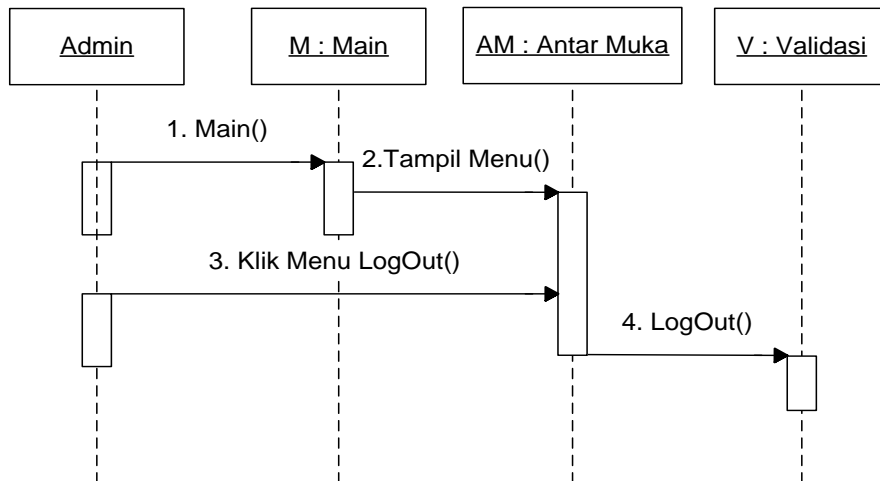 Admin
M : Main
AM : Antar Muka
V : Validasi
1. Main()
2.Tampil Menu()
3. Klik Menu LogOut()
4. LogOut()